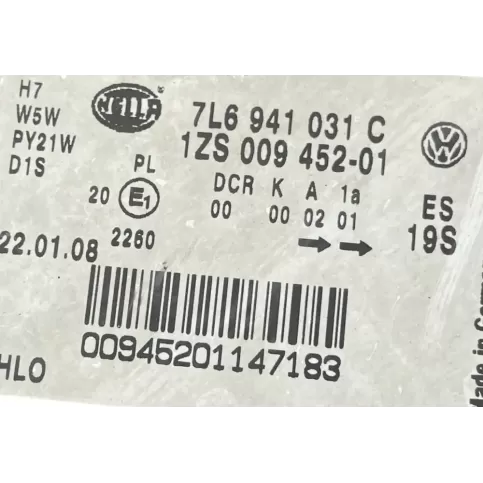 H7
W5W
PY21W
D1S
HELLA
7L6 941 031 C
1ZS 009 452-01
PL
20 E1
DCR K A 1a
00 00 02 01
ES
19S
22.01.08 2260
00945201147183
HLO
Made in German